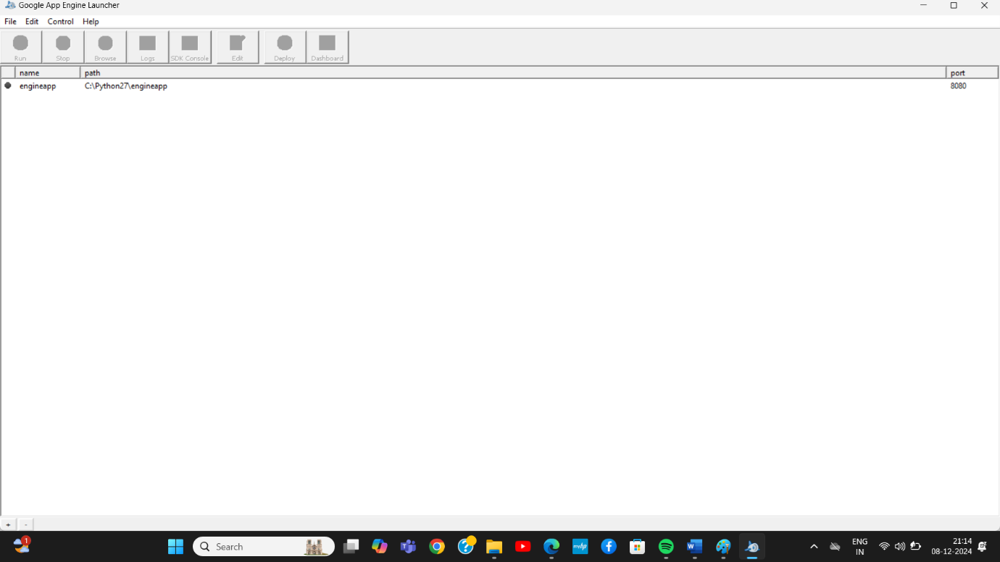 Google App Engine Launcher
File Edit Control Help
Run Stop Browse Logs SDK Console Edit Deploy Dashboard
name path port
engineapp C:\Python27\engineapp 8080
+ -
1 Search myhp W ENG 21:14
IN 08-12-2024